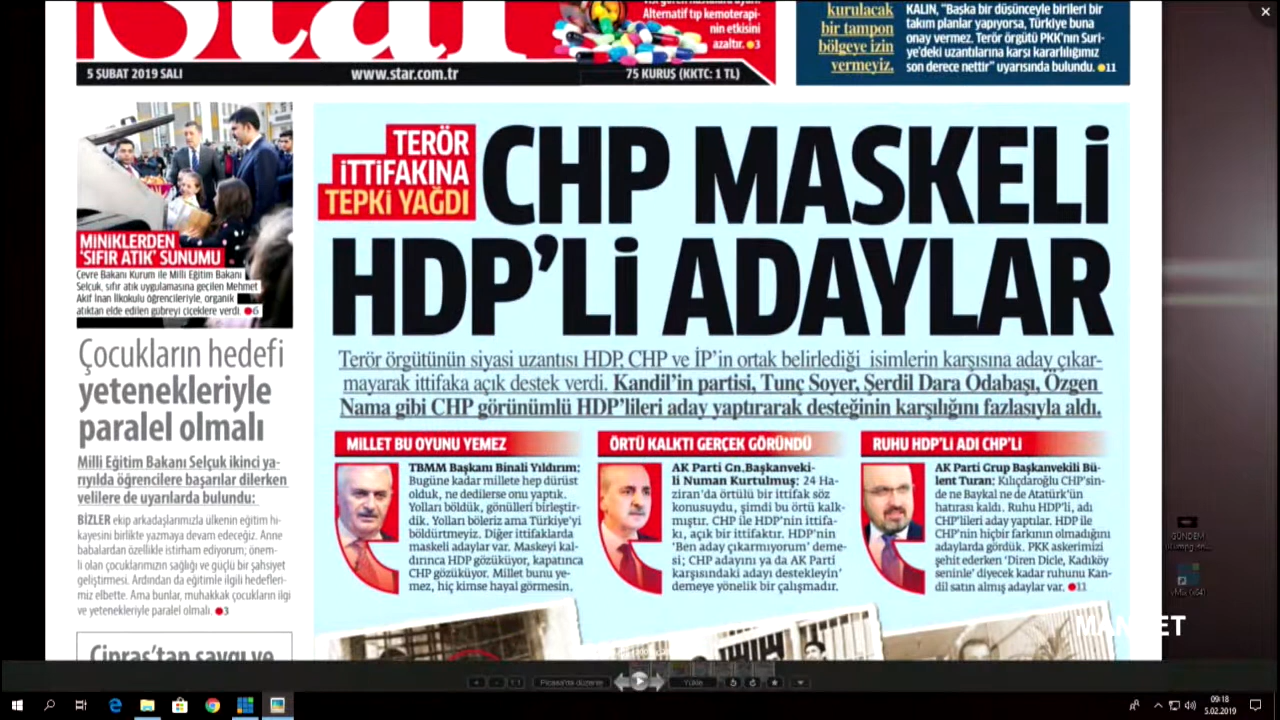 Star
Alternatif tıp kemoterapi-
nin etkisini
azaltır. 3
kurulacak
bir tampon
bölgeye izin
vermeyiz.
KALIN, "Başka bir düşünceyle birileri bir
takım planlar yapıyorsa, Türkiye buna
onay vermez. Terör örgütü PKK'nın Suri-
ye'deki uzantılarına karşı kararlılığımız
son derece nettir" uyarısında bulundu. 11
5 ŞUBAT 2019 SALI
www.star.com.tr
75 KURUŞ (KKTC: 1 TL)
MINIKLERDEN
'SIFIR ATIK' SUNUMU
Çevre Bakanı Kurum ile Milli Eğitim Bakanı
Selçuk, sıfır atık uygulamasına geçilen Mehmet
Akif İnan İlkokulu öğrencileriyle, organik
atıktan elde edilen gübreyi çiçeklere verdi. 6
Çocukların hedefi
yetenekleriyle
paralel olmalı
Milli Eğitim Bakanı Selçuk ikinci ya-
rıyılda öğrencilere başarılar dilerken
velilere de uyarılarda bulundu:
BİZLER ekip arkadaşlarımızla ülkenin eğitim hi-
kayesini birlikte yazmaya devam edeceğiz. Anne
babalardan özellikle istirham ediyorum; önem-
li olan çocuklarımızın sağlığı ve güçlü bir şahsiyet
geliştirmesi. Ardından da eğitimle ilgili hedefleri-
miz elbette. Ama bunlar, muhakkak çocukların ilgi
ve yetenekleriyle paralel olmalı. 3
Çipras'tan saygı ve
TERÖR
İTTİFAKINA
TEPKİ YAĞDI
CHP MASKELİ
HDP'Lİ ADAYLAR
Terör örgütünün siyasi uzantısı HDP, CHP ve İP'in ortak belirlediği isimlerin karşısına aday çıkar-
mayarak ittifaka açık destek verdi. Kandil'in partisi, Tunç Soyer, Şerdil Dara Odabaşı, Özgen
Nama gibi CHP görünümlü HDP'lileri aday yaptırarak desteğinin karşılığını fazlasıyla aldı.
MİLLET BU OYUNU YEMEZ
TBMM Başkanı Binali Yıldırım:
Bugüne kadar millete hep dürüst
olduk, ne dedilerse onu yaptık.
Yolları böldük, gönülleri birleştir-
dik. Yolları böleriz ama Türkiye'yi
böldürtmeyiz. Diğer ittifaklarda
maskeli adaylar var. Maskeyi kal-
dırınca HDP gözüküyor, kapatınca
CHP gözüküyor. Millet bunu ye-
mez, hiç kimse hayal görmesin.
ÖRTÜ KALKTI GERÇEK GÖRÜNDÜ
AK Parti Gn.Başkanveki-
li Numan Kurtulmuş: 24 Ha-
ziran'da örtülü bir ittifak söz
konusuydu, şimdi bu örtü kalk-
mıştır. CHP ile HDP'nin ittifa-
kı, açık bir ittifaktır. HDP'nin
'Ben aday çıkarmıyorum' deme-
si; CHP adayını ya da AK Parti
karşısındaki adayı destekleyin'
demeye yönelik bir çalışmadır.
RUHU HDP'Lİ ADI CHP'Lİ
AK Parti Grup Başkanvekili Bü-
lent Turan: Kılıçdaroğlu CHP'sin-
de ne Baykal ne de Atatürk'ün
hatırası kaldı. Ruhu HDP'li, adı
CHP'lileri aday yaptılar. HDP ile
CHP'nin hiçbir farkının olmadığını
adaylarda gördük. PKK askerimizi
şehit ederken 'Diren Dicle, Kadıköy
seninle' diyecek kadar ruhunu Kan-
dil satın almış adaylar var. 11
GÜNDEM
Picasa'da düzenle
Yükle
09:18
5.02.2019